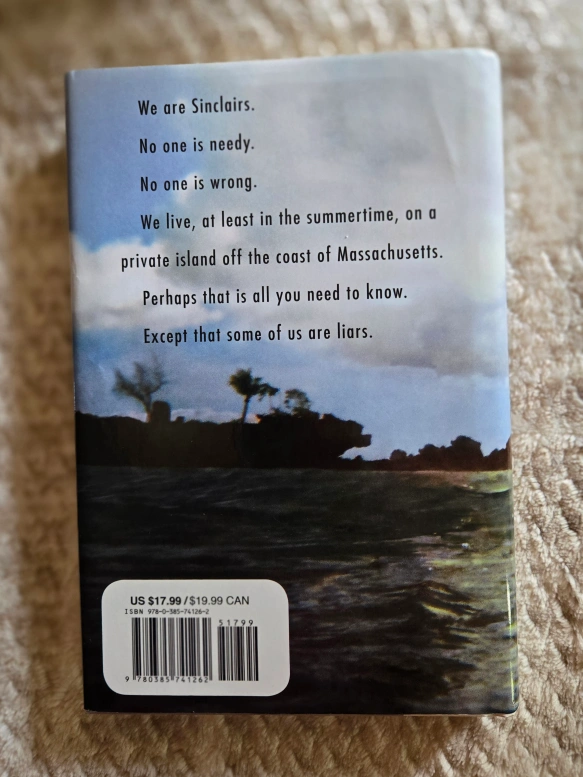 We are Sinclairs.
No one is needy.
No one is wrong.
We live, at least in the summertime, on a
private island off the coast of Massachusetts.
Perhaps that is all you need to know.
Except that some of us are liars.
US $17.99 / $19.99 CAN
ISBN 978-0-385-74126-2
51799
9 780385 741262